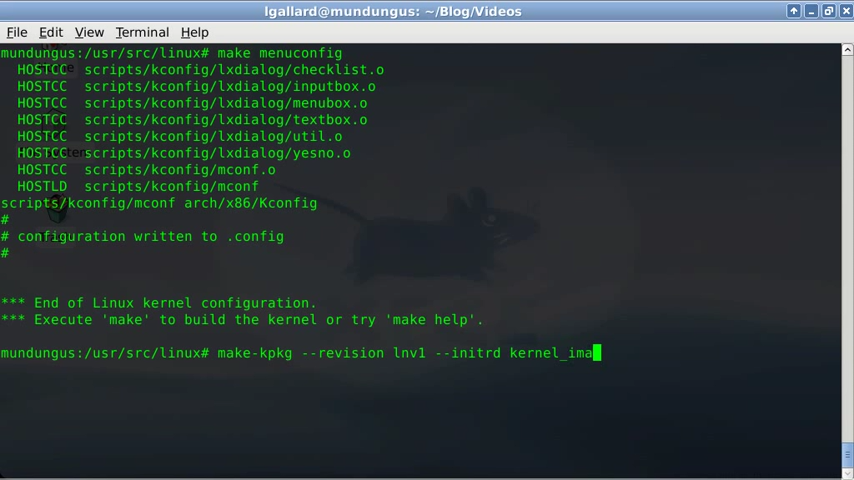 lgallard@mundungus: ~/Blog/Videos
File Edit View Terminal Help
mundungus:/usr/src/linux# make menuconfig
HOSTCC scripts/kconfig/lxdialog/checklist.o
HOSTCC scripts/kconfig/lxdialog/inputbox.o
HOSTCC scripts/kconfig/lxdialog/menubox.o
HOSTCC scripts/kconfig/lxdialog/textbox.o
HOSTCC scripts/kconfig/lxdialog/util.o
HOSTCC scripts/kconfig/lxdialog/yesno.o
HOSTCC scripts/kconfig/mconf.o
HOSTLD scripts/kconfig/mconf
scripts/kconfig/mconf arch/x86/Kconfig
#
# configuration written to .config
#
*** End of Linux kernel configuration.
*** Execute 'make' to build the kernel or try 'make help'.
mundungus:/usr/src/linux# make-kpkg --revision lnv1 --initrd kernel_ima